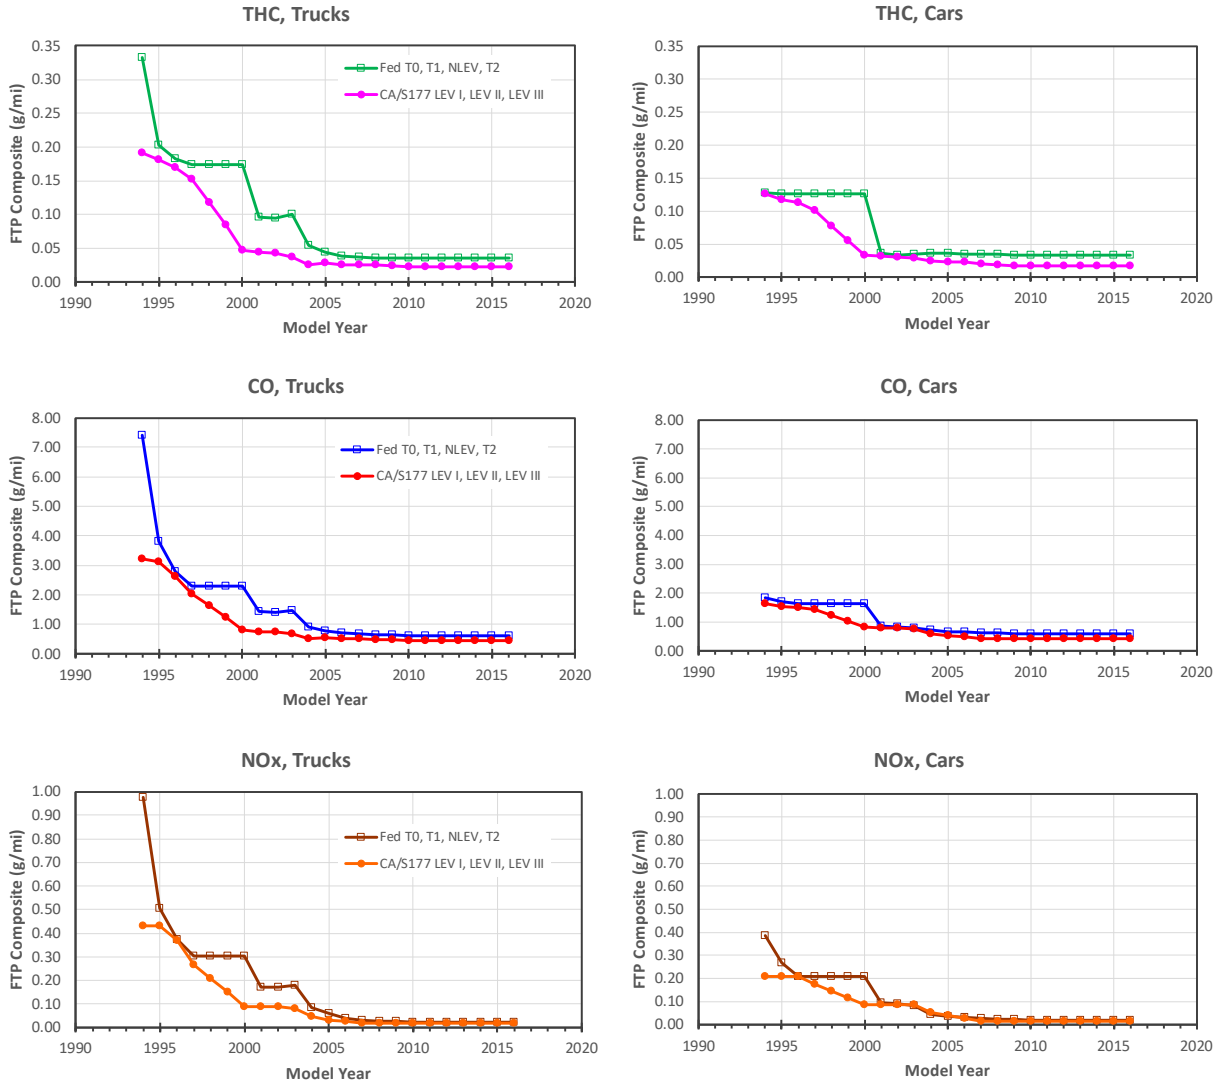 THC, Trucks
FTP Composite (g/mi)
0.35
0.30
0.25
0.20
0.15
0.10
0.05
0.00
Fed T0, T1, NLEV, T2
CA/S177 LEV I, LEV II, LEV III
1990 1995 2000 2005 2010 2015 2020
Model Year
THC, Cars
FTP Composite (g/mi)
0.35
0.30
0.25
0.20
0.15
0.10
0.05
0.00
1990 1995 2000 2005 2010 2015 2020
Model Year
CO, Trucks
FTP Composite (g/mi)
8.00
7.00
6.00
5.00
4.00
3.00
2.00
1.00
0.00
Fed T0, T1, NLEV, T2
CA/S177 LEV I, LEV II, LEV III
1990 1995 2000 2005 2010 2015 2020
Model Year
CO, Cars
FTP Composite (g/mi)
8.00
7.00
6.00
5.00
4.00
3.00
2.00
1.00
0.00
1990 1995 2000 2005 2010 2015 2020
Model Year
NOx, Trucks
FTP Composite (g/mi)
1.00
0.90
0.80
0.70
0.60
0.50
0.40
0.30
0.20
0.10
0.00
Fed T0, T1, NLEV, T2
CA/S177 LEV I, LEV II, LEV III
1990 1995 2000 2005 2010 2015 2020
Model Year
NOx, Cars
FTP Composite (g/mi)
1.00
0.90
0.80
0.70
0.60
0.50
0.40
0.30
0.20
0.10
0.00
1990 1995 2000 2005 2010 2015 2020
Model Year